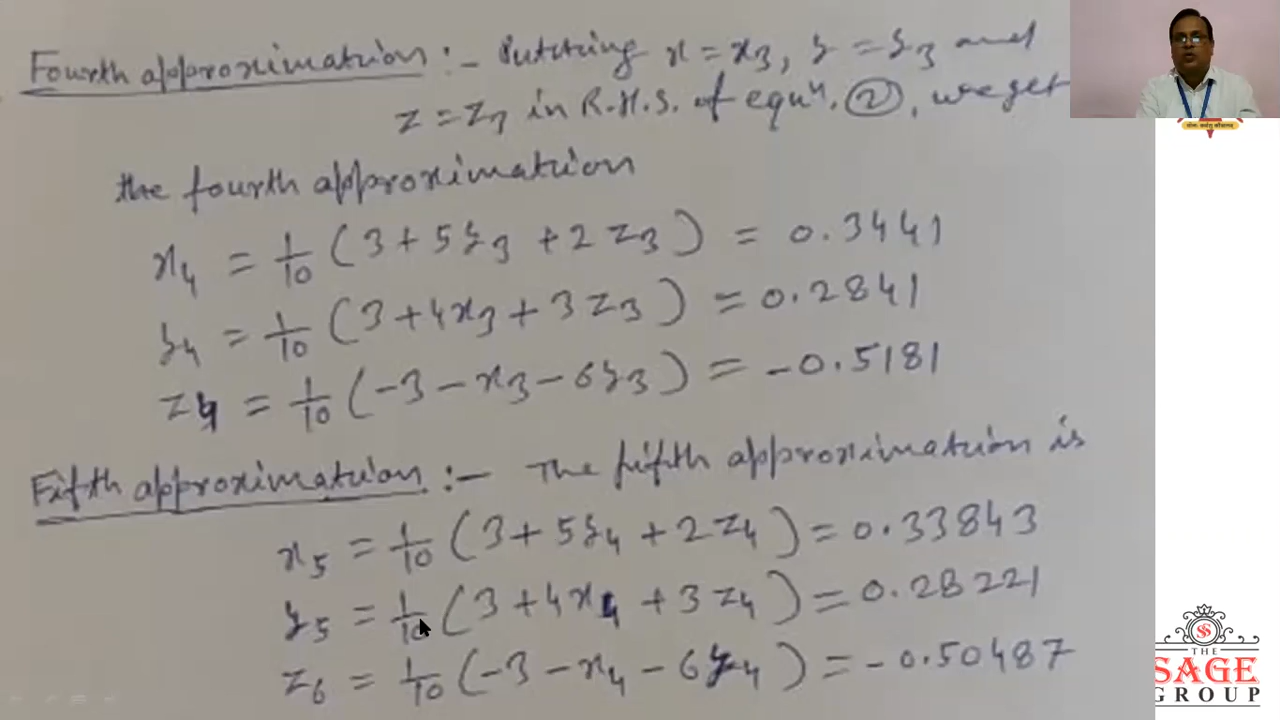 Fourth approximation :- Putting x = x₃, y = y₃ and
z = z₃ in R.H.S. of equⁿ. ②, we get
the fourth approximation
x₄ = 1/10 (3 + 5y₃ + 2z₃) = 0.3441
y₄ = 1/10 (3 + 4x₃ + 3z₃) = 0.2841
z₄ = 1/10 (-3 - x₃ - 6y₃) = -0.5181
Fifth approximation :- The fifth approximation is
x₅ = 1/10 (3 + 5y₄ + 2z₄) = 0.33843
y₅ = 1/10 (3 + 4x₄ + 3z₄) = 0.28221
z₆ = 1/10 (-3 - x₄ - 6y₄) = -0.50487
THE
SAGE
GROUP